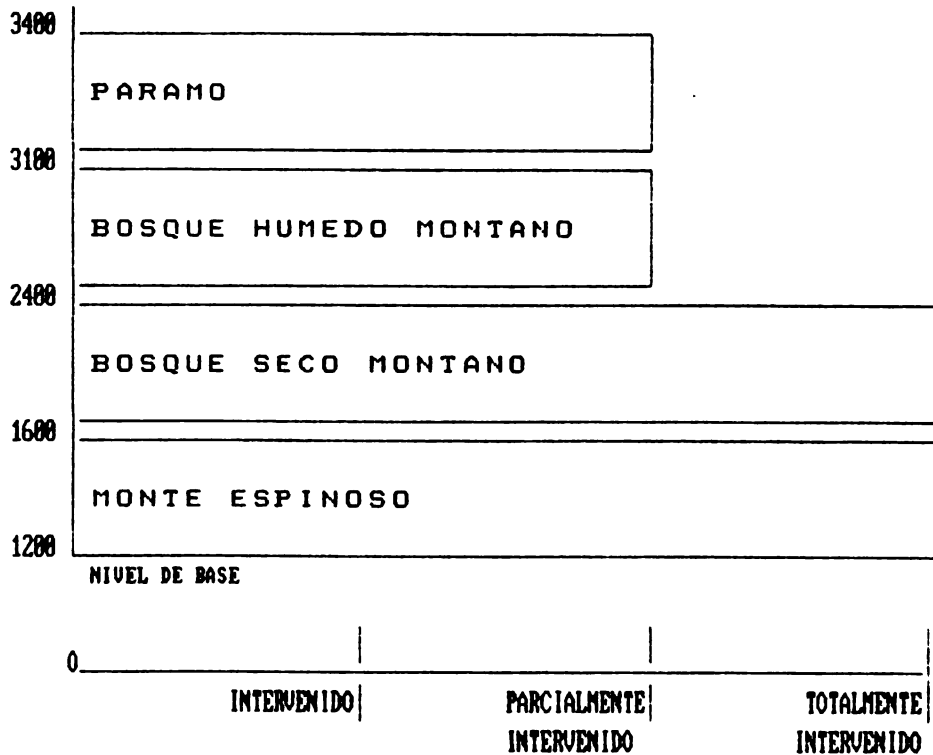 3400
PARAMO
3100
BOSQUE HUMEDO MONTANO
2400
BOSQUE SECO MONTANO
1600
MONTE ESPINOSO
1200
NIVEL DE BASE
0
INTERVENIDO
PARCIALMENTE
INTERVENIDO
TOTALMENTE
INTERVENIDO